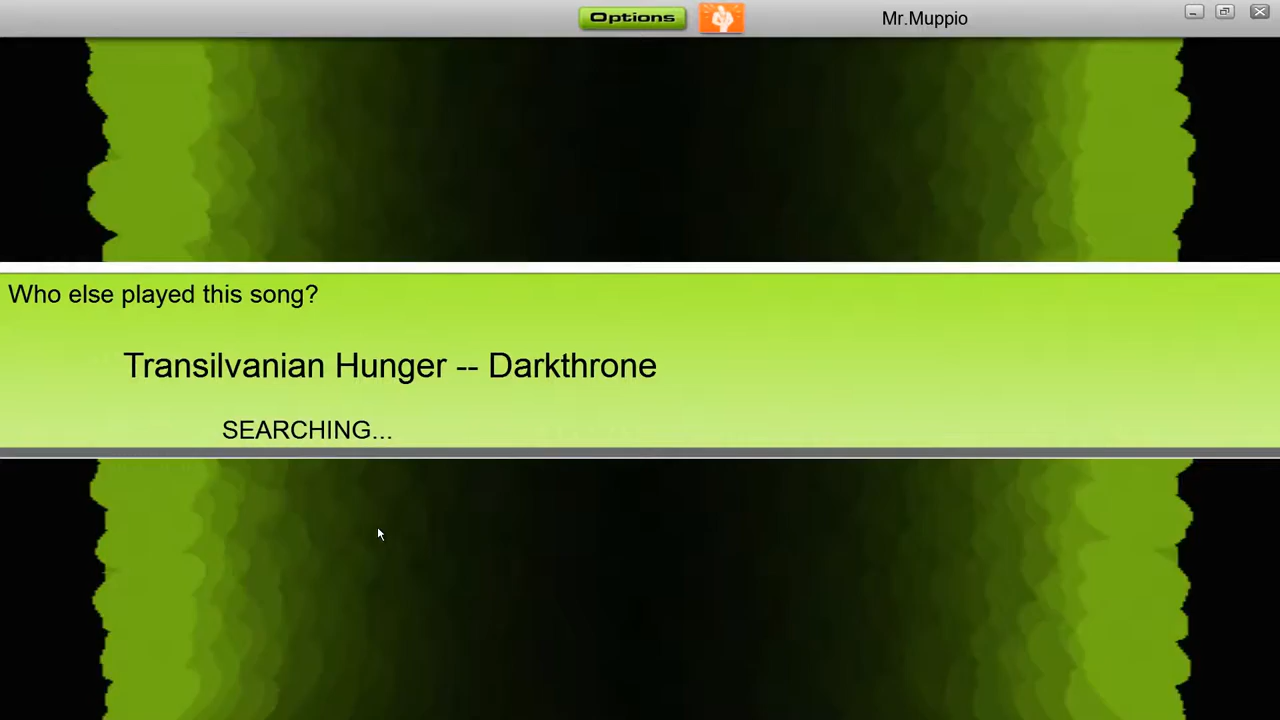 Options
Mr.Muppio
Who else played this song?
Transilvanian Hunger -- Darkthrone
SEARCHING...